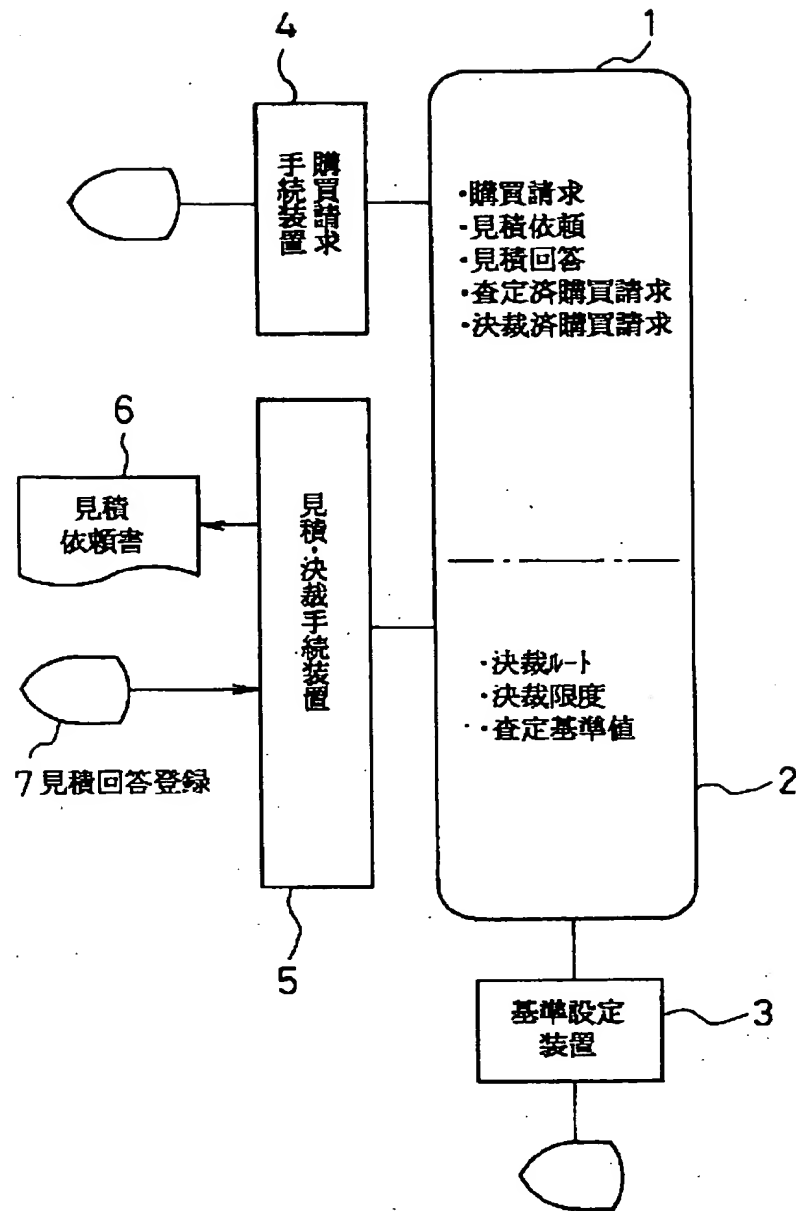 1
4
購買請求
手続装置
・購買請求
・見積依頼
・見積回答
・査定済購買請求
・決裁済購買請求
6
見積
依頼書
見積・決裁手続装置
・決裁ルート
・決裁限度
・査定基準値
7見積回答登録
2
5
基準設定
装置
3